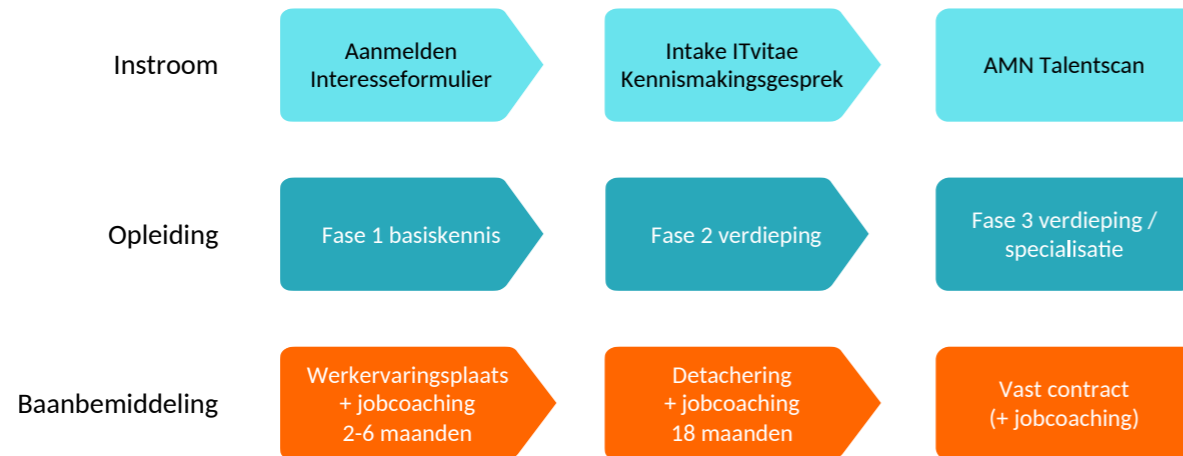 Instroom
Aanmelden
Interesseformulier
Intake ITvitae
Kennismakingsgesprek
AMN Talentscan
Opleiding
Fase 1 basiskennis
Fase 2 verdieping
Fase 3 verdieping /
specialisatie
Baanbemiddeling
Werkervaringsplaats
+ jobcoaching
2-6 maanden
Detachering
+ jobcoaching
18 maanden
Vast contract
(+ jobcoaching)